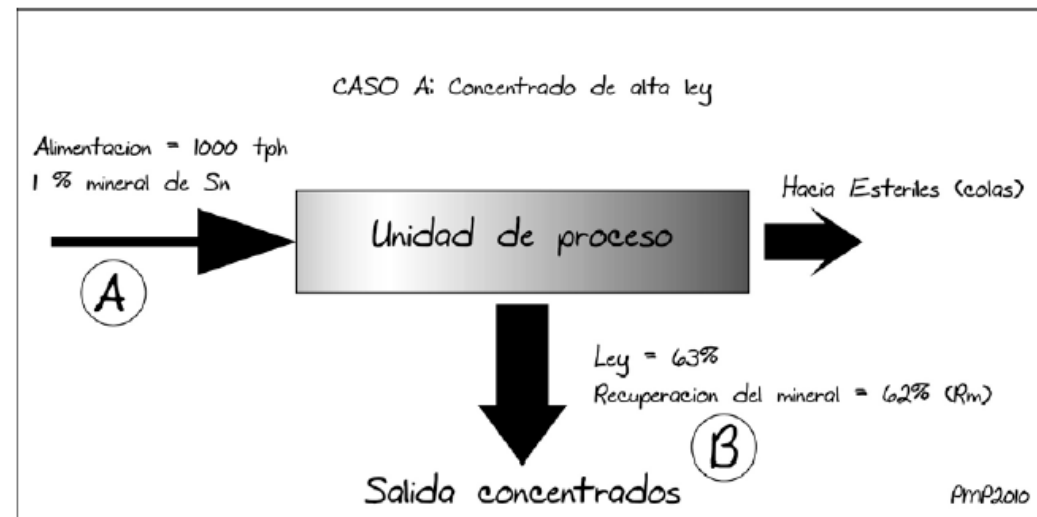 CASO A: Concentrado de alta ley
Alimentacion = 1000 tph
1 % mineral de Sn
Hacia Esteriles (colas)
Unidad de proceso
A
Ley = 63%
Recuperacion del mineral = 62% (Rm)
B
Salida concentrados
PMP2010